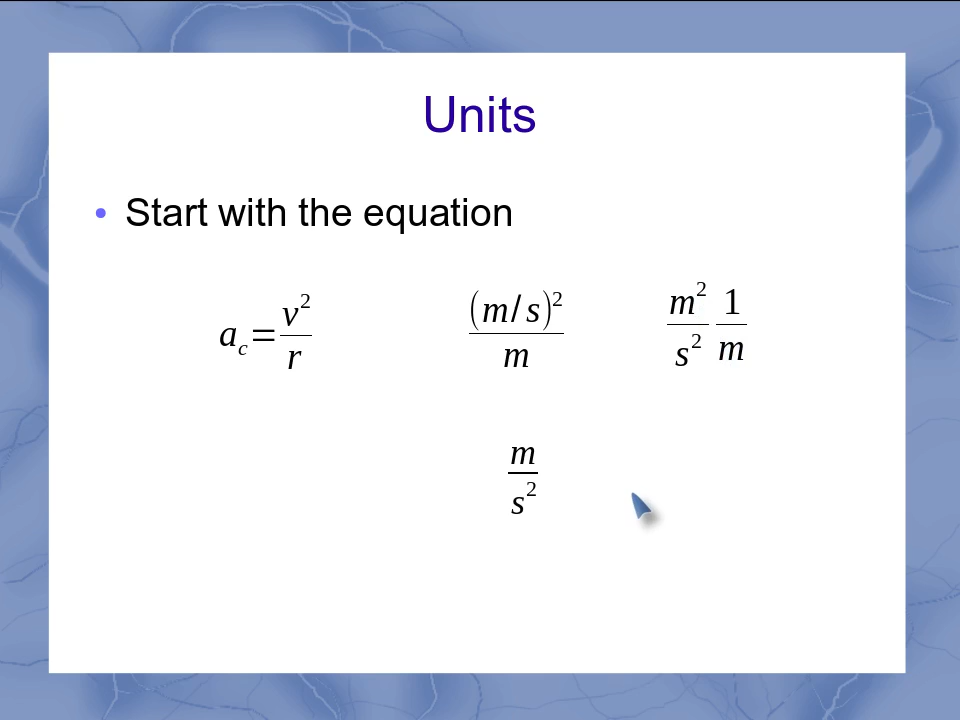 Units
• Start with the equation
a_c = v²/r
(m/s)²/m
m²/s² 1/m
m/s²